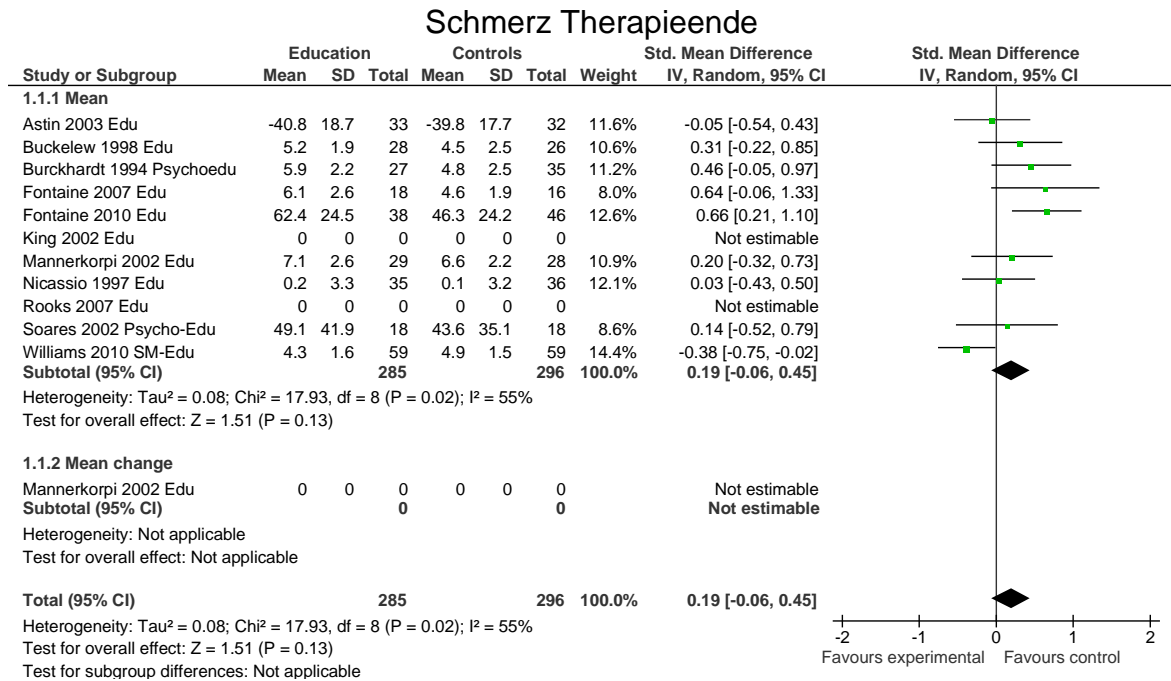 Schmerz Therapieende
Education Controls Std. Mean Difference Std. Mean Difference
Study or Subgroup Mean SD Total Mean SD Total Weight IV, Random, 95% CI IV, Random, 95% CI
1.1.1 Mean
Astin 2003 Edu -40.8 18.7 33 -39.8 17.7 32 11.6% -0.05 [-0.54, 0.43]
Buckelew 1998 Edu 5.2 1.9 28 4.5 2.5 26 10.6% 0.31 [-0.22, 0.85]
Burckhardt 1994 Psychoedu 5.9 2.2 27 4.8 2.5 35 11.2% 0.46 [-0.05, 0.97]
Fontaine 2007 Edu 6.1 2.6 18 4.6 1.9 16 8.0% 0.64 [-0.06, 1.33]
Fontaine 2010 Edu 62.4 24.5 38 46.3 24.2 46 12.6% 0.66 [0.21, 1.10]
King 2002 Edu 0 0 0 0 0 0 Not estimable
Mannerkorpi 2002 Edu 7.1 2.6 29 6.6 2.2 28 10.9% 0.20 [-0.32, 0.73]
Nicassio 1997 Edu 0.2 3.3 35 0.1 3.2 36 12.1% 0.03 [-0.43, 0.50]
Rooks 2007 Edu 0 0 0 0 0 0 Not estimable
Soares 2002 Psycho-Edu 49.1 41.9 18 43.6 35.1 18 8.6% 0.14 [-0.52, 0.79]
Williams 2010 SM-Edu 4.3 1.6 59 4.9 1.5 59 14.4% -0.38 [-0.75, -0.02]
Subtotal (95% CI) 285 296 100.0% 0.19 [-0.06, 0.45]
Heterogeneity: Tau² = 0.08; Chi² = 17.93, df = 8 (P = 0.02); I² = 55%
Test for overall effect: Z = 1.51 (P = 0.13)
1.1.2 Mean change
Mannerkorpi 2002 Edu 0 0 0 0 0 0 Not estimable
Subtotal (95% CI) 0 0 Not estimable
Heterogeneity: Not applicable
Test for overall effect: Not applicable
Total (95% CI) 285 296 100.0% 0.19 [-0.06, 0.45]
Heterogeneity: Tau² = 0.08; Chi² = 17.93, df = 8 (P = 0.02); I² = 55%
Test for overall effect: Z = 1.51 (P = 0.13)
Test for subgroup differences: Not applicable
-2 -1 0 1 2
Favours experimental Favours control